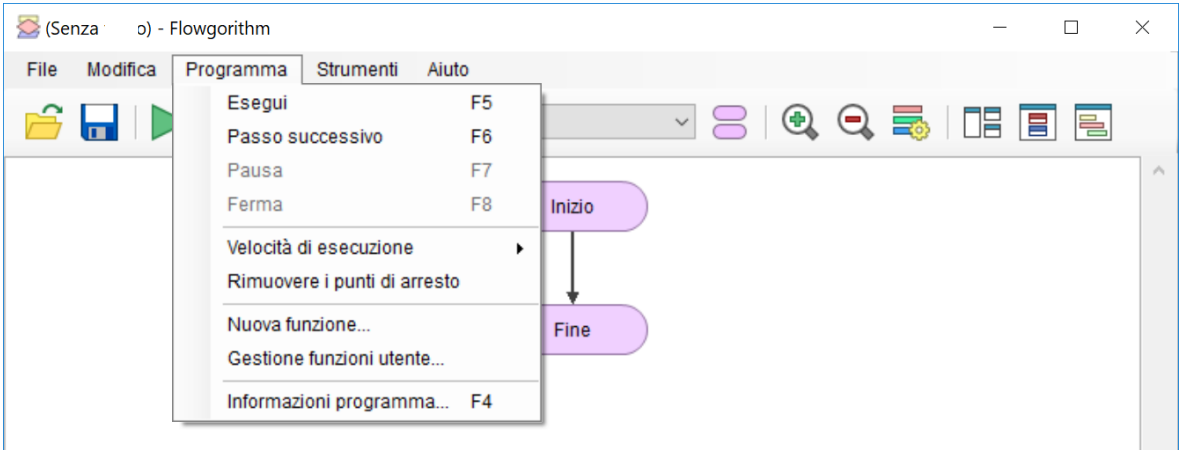 (Senza o) - Flowgorithm
File Modifica Programma Strumenti Aiuto
Esegui F5
Passo successivo F6
Pausa F7
Ferma F8
Velocità di esecuzione
Rimuovere i punti di arresto
Nuova funzione...
Gestione funzioni utente...
Informazioni programma... F4
Inizio
Fine